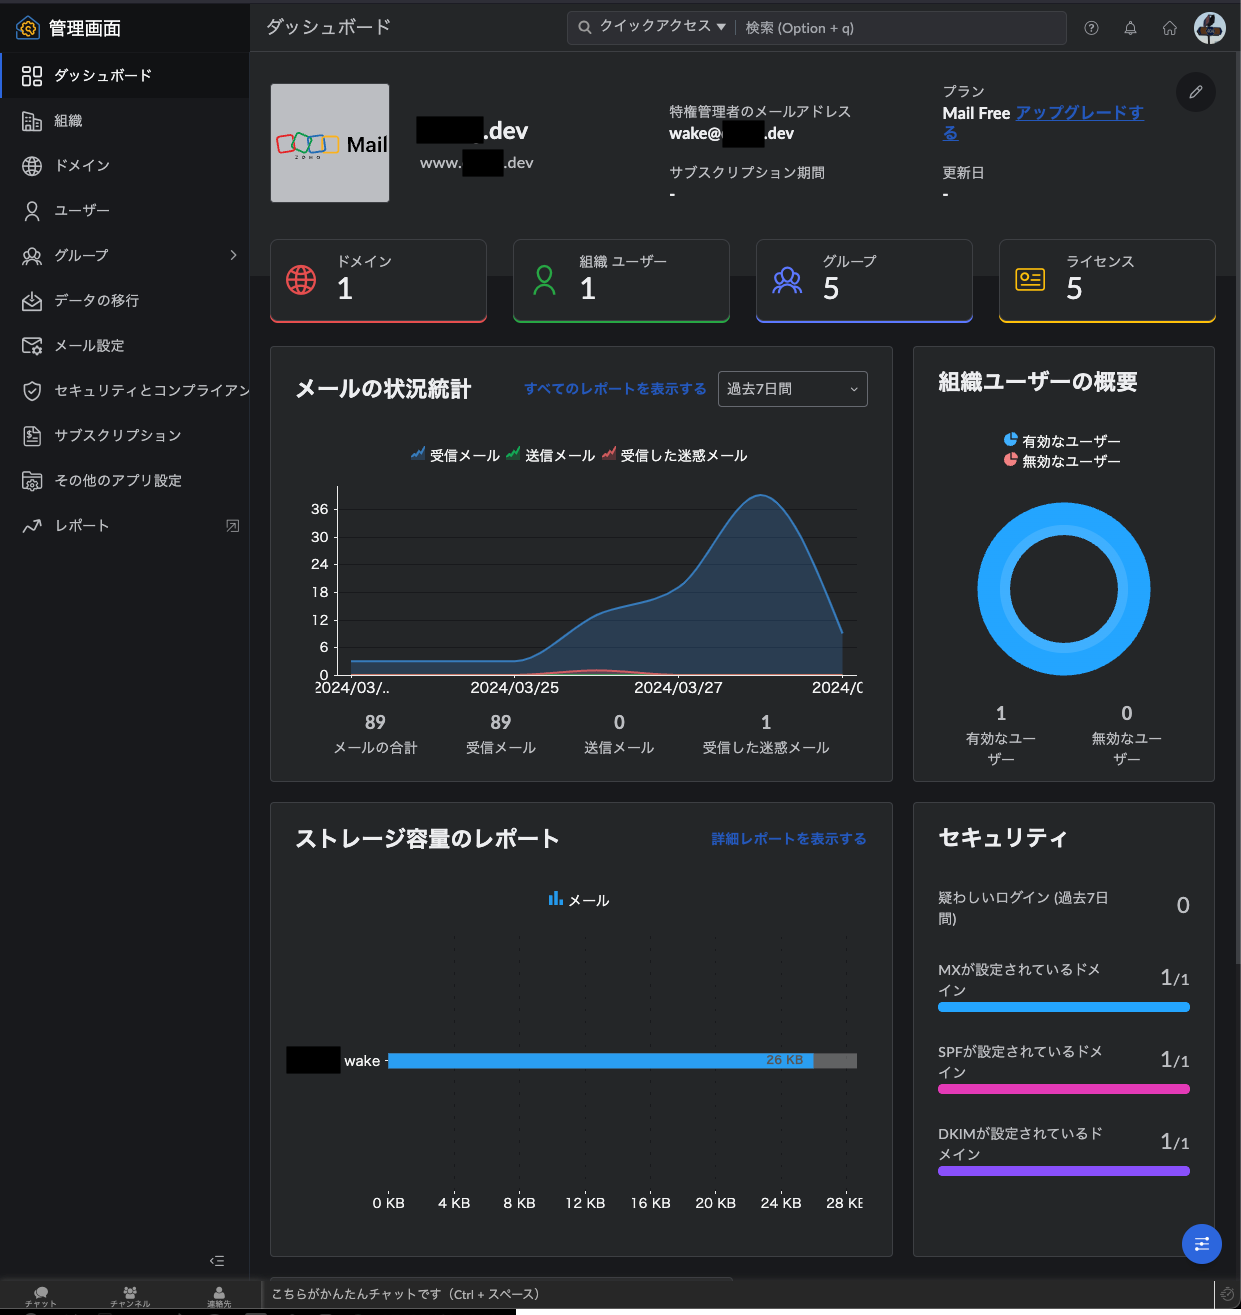 管理画面
ダッシュボード
クイックアクセス
検索 (Option + q)
ダッシュボード
組織
ドメイン
ユーザー
グループ
データの移行
メール設定
セキュリティとコンプライアン
サブスクリプション
その他のアプリ設定
レポート
ZOHO Mail
.dev
www. .dev
特権管理者のメールアドレス
wake@ .dev
サブスクリプション期間
-
プラン
Mail Free アップグレードす
る
更新日
-
ドメイン
1
組織 ユーザー
1
グループ
5
ライセンス
5
メールの状況統計
すべてのレポートを表示する
過去7日間
受信メール 送信メール 受信した迷惑メール
36
30
24
18
12
6
0
2024/03/.. 2024/03/25 2024/03/27 2024/0
89 89 0 1
メールの合計 受信メール 送信メール 受信した迷惑メール
組織ユーザーの概要
有効なユーザー
無効なユーザー
1
有効なユー
ザー
0
無効なユー
ザー
ストレージ容量のレポート
詳細レポートを表示する
メール
wake
26 KB
0 KB 4 KB 8 KB 12 KB 16 KB 20 KB 24 KB 28 KB
セキュリティ
疑わしいログイン (過去7日
間)
0
MXが設定されているドメ
イン
1/1
SPFが設定されているドメ
イン
1/1
DKIMが設定されているド
メイン
1/1
チャット
チャンネル
連絡先
こちらがかんたんチャットです（Ctrl + スペース）